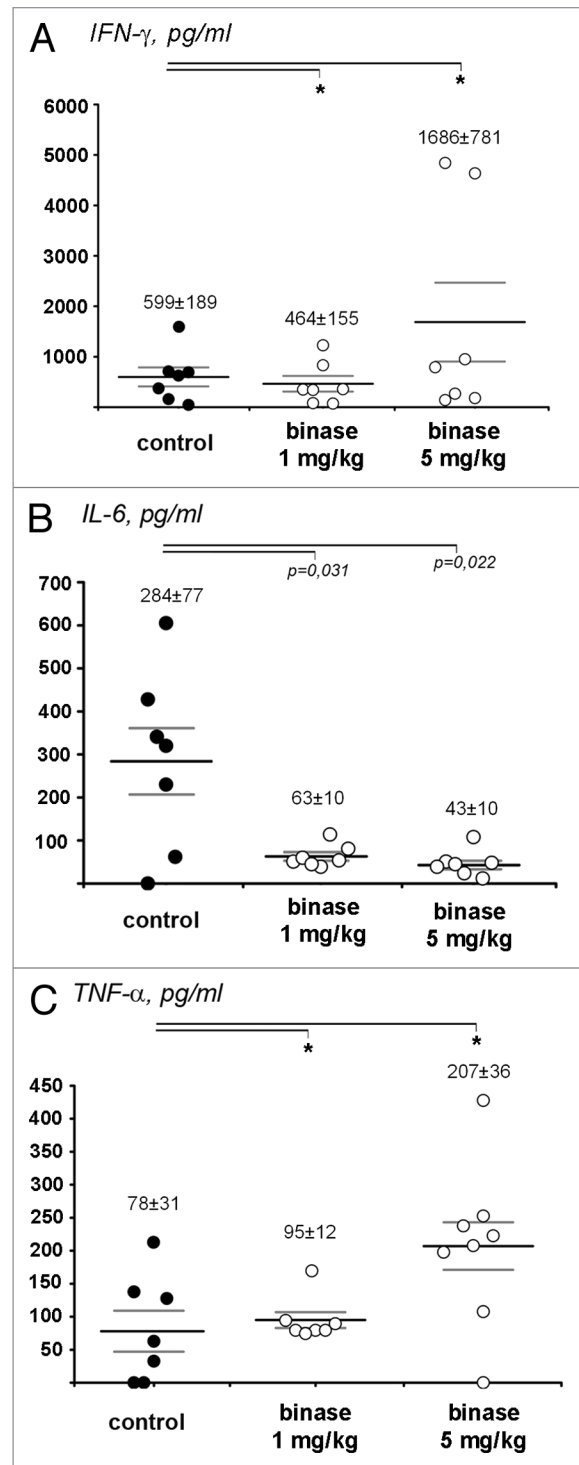 A IFN-γ, pg/ml
* *
6000
1686±781
5000
4000
3000
2000
599±189
464±155
1000
control
binase
1 mg/kg
binase
5 mg/kg
B IL-6, pg/ml
p=0,031
p=0,022
700
284±77
600
500
400
300
200
63±10
43±10
100
control
binase
1 mg/kg
binase
5 mg/kg
C TNF-α, pg/ml
* *
207±36
450
400
350
300
78±31
95±12
250
200
150
100
50
control
binase
1 mg/kg
binase
5 mg/kg